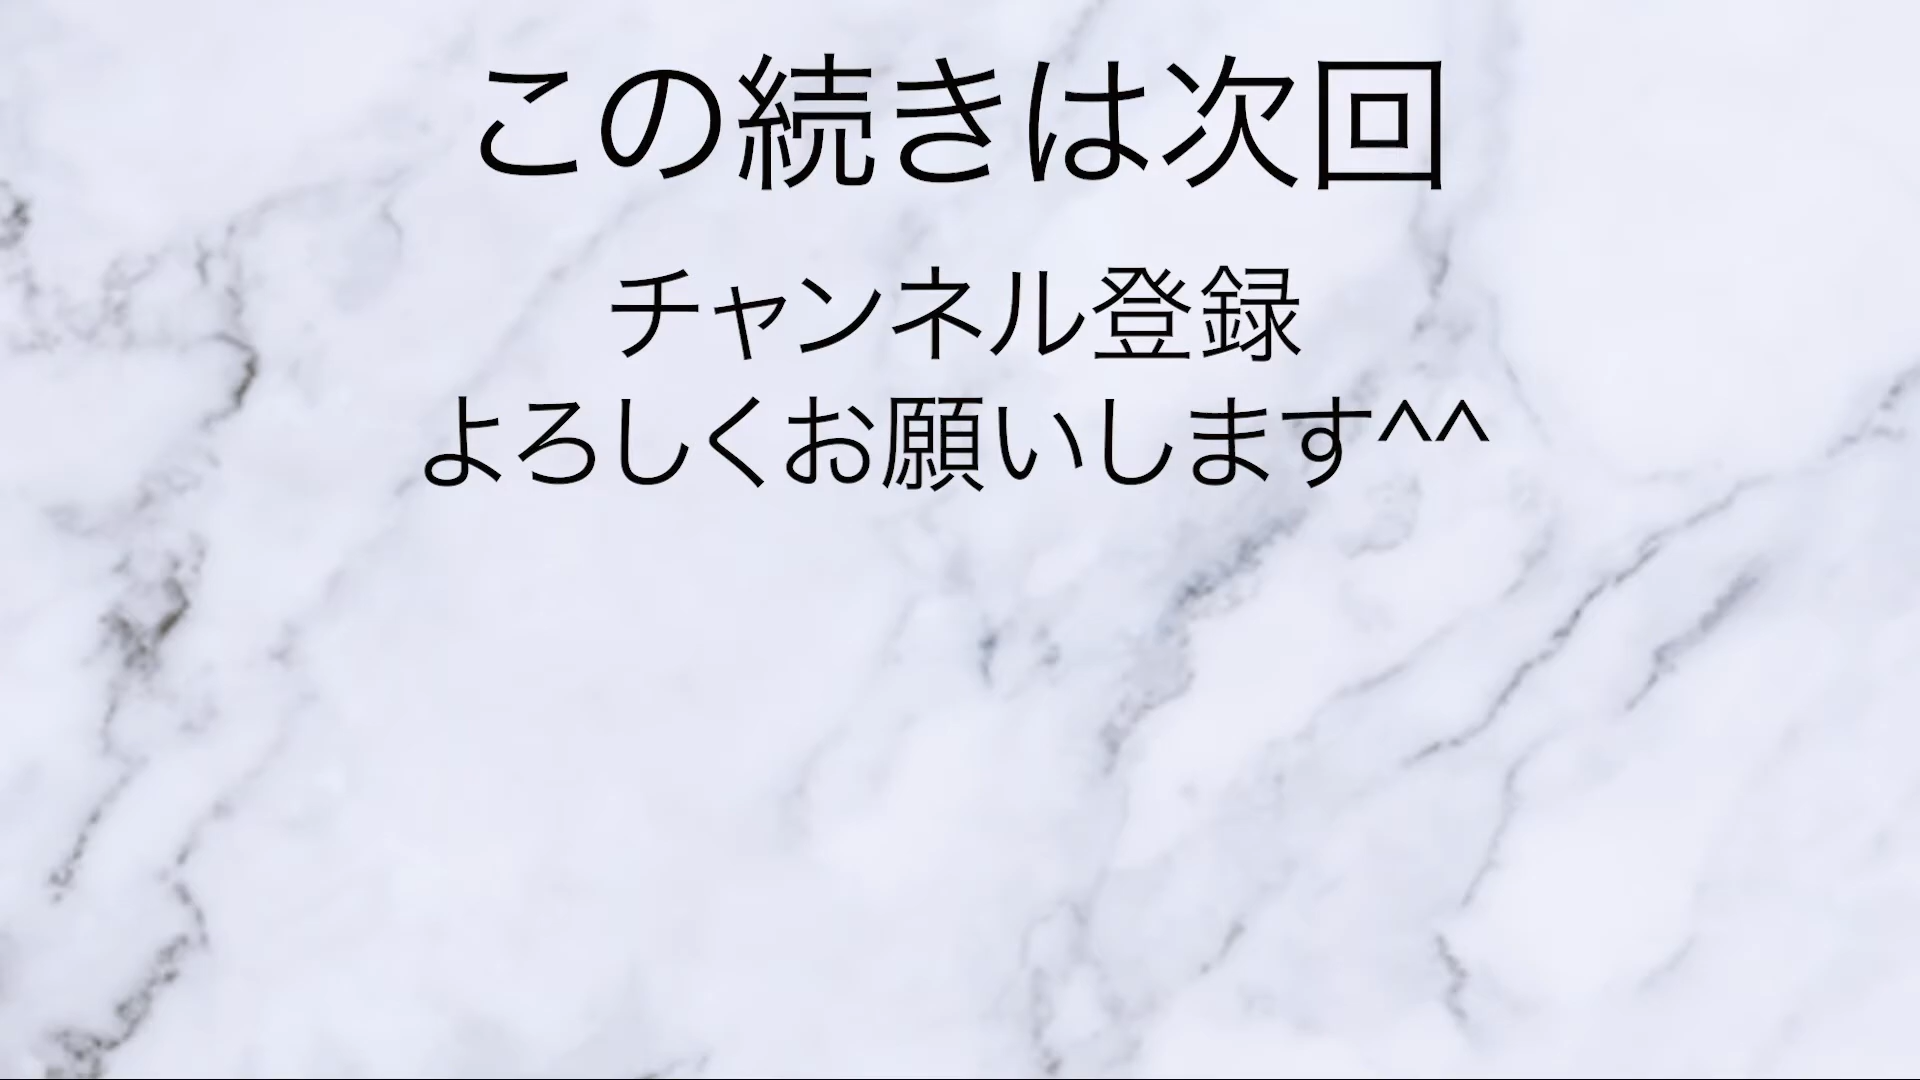 この続きは次回
チャンネル登録
よろしくお願いします^^